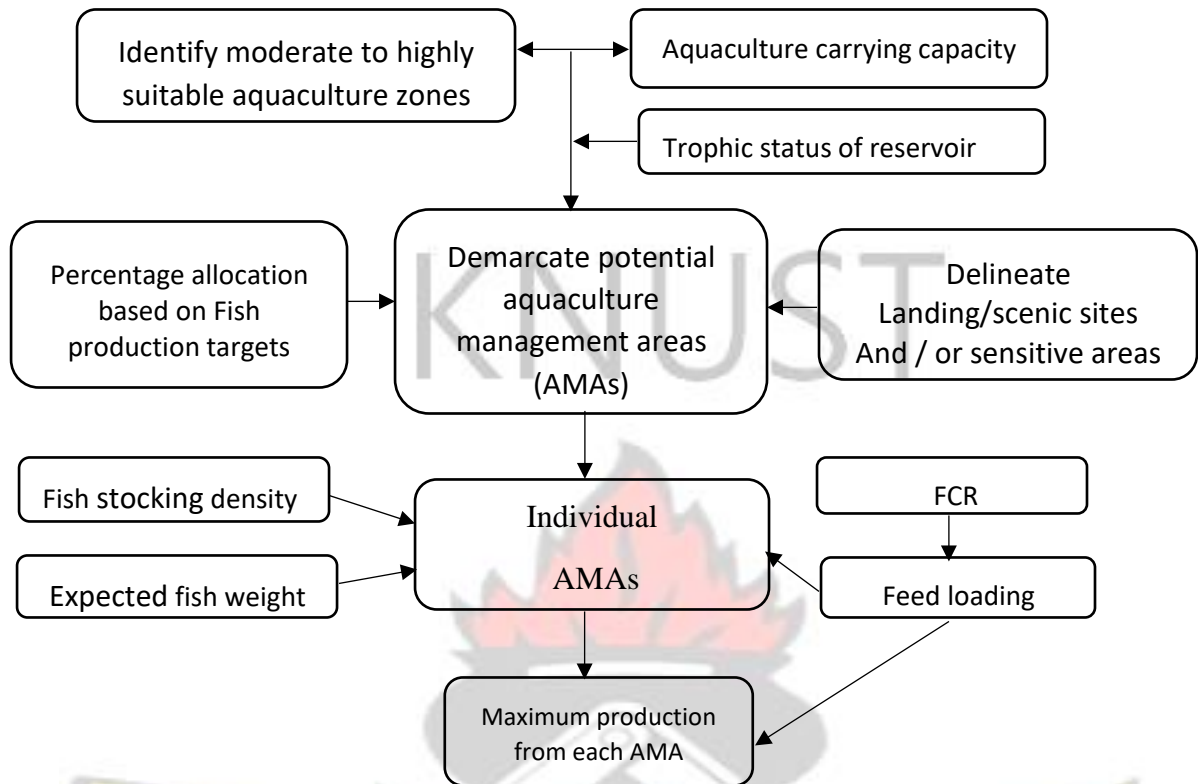 Identify moderate to highly
suitable aquaculture zones
Aquaculture carrying capacity
Trophic status of reservoir
Percentage allocation
based on Fish
production targets
Demarcate potential
aquaculture
management areas
(AMAs)
Delineate
Landing/scenic sites
And / or sensitive areas
KNUST
Fish stocking density
Expected fish weight
Individual
AMAs
FCR
Feed loading
Maximum production
from each AMA